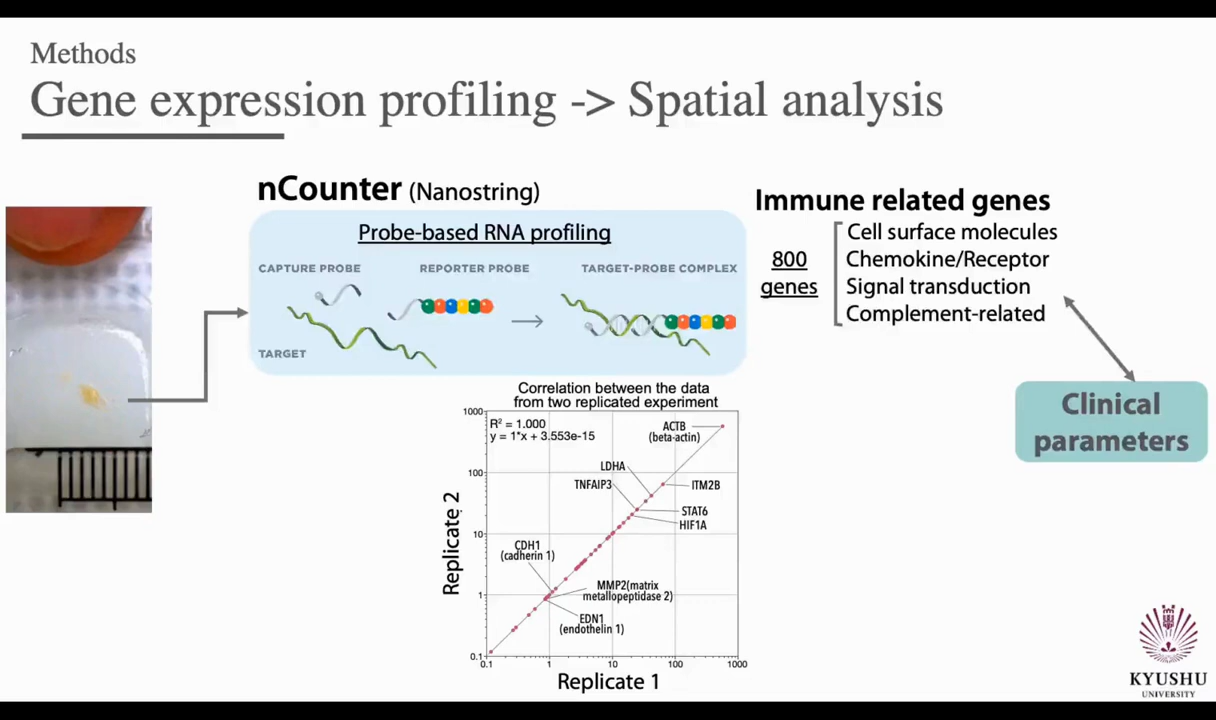 Methods
Gene expression profiling -> Spatial analysis
nCounter (Nanostring)
Probe-based RNA profiling
CAPTURE PROBE
REPORTER PROBE
TARGET-PROBE COMPLEX
TARGET
Immune related genes
800
genes
Cell surface molecules
Chemokine/Receptor
Signal transduction
Complement-related
Clinical
parameters
Correlation between the data
from two replicated experiment
R² = 1.000
y = 1*x + 3.553e-15
ACTB
(beta-actin)
LDHA
TNFAIP3
ITM2B
STAT6
HIF1A
CDH1
(cadherin 1)
MMP2(matrix
metallopeptidase 2)
EDN1
(endothelin 1)
Replicate 2
1000
100
10
1
0.1
0.1
1
10
100
1000
Replicate 1
KYUSHU
UNIVERSITY